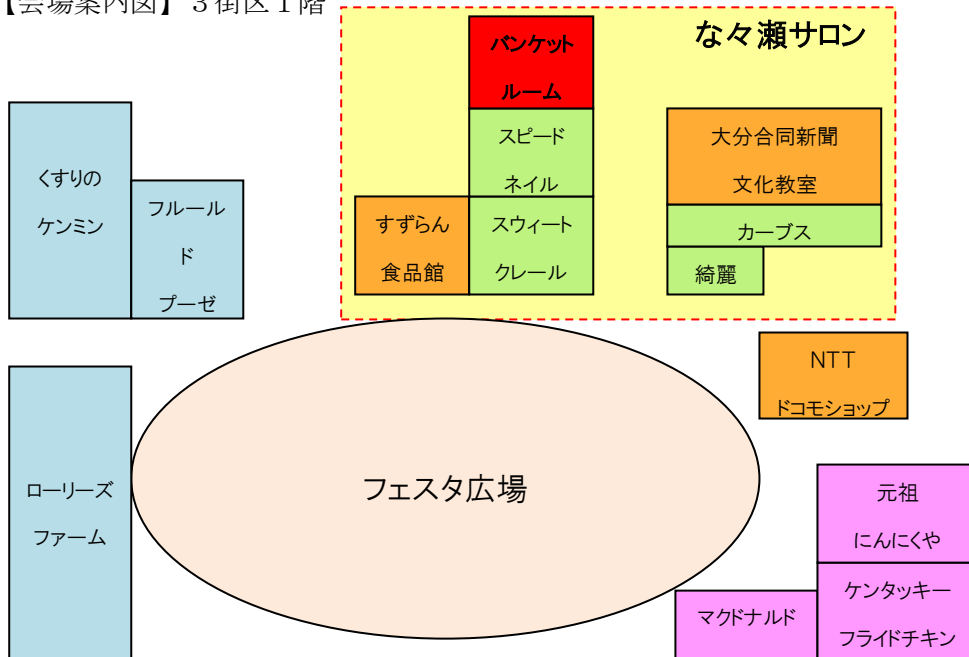 【会場案内図】３街区１階
な々瀬サロン
バンケット
ルーム
スピード
ネイル
大分合同新聞
文化教室
くすりの
ケンミン
フルール
ド
プーゼ
すずらん
食品館
スウィート
クレール
カーブス
綺麗
NTT
ドコモショップ
ローリーズ
ファーム
フェスタ広場
元祖
にんにくや
マクドナルド
ケンタッキー
フライドチキン